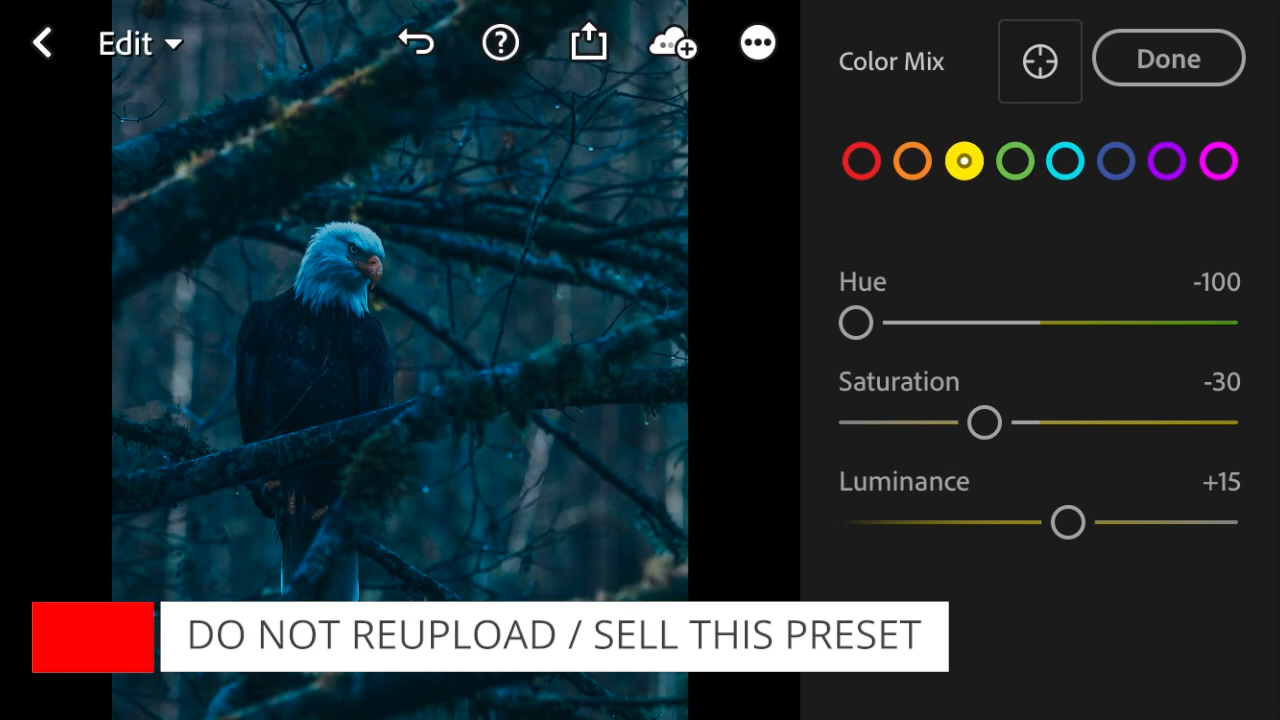 Edit
Color Mix
Done
Hue -100
Saturation -30
Luminance +15
DO NOT REUPLOAD / SELL THIS PRESET